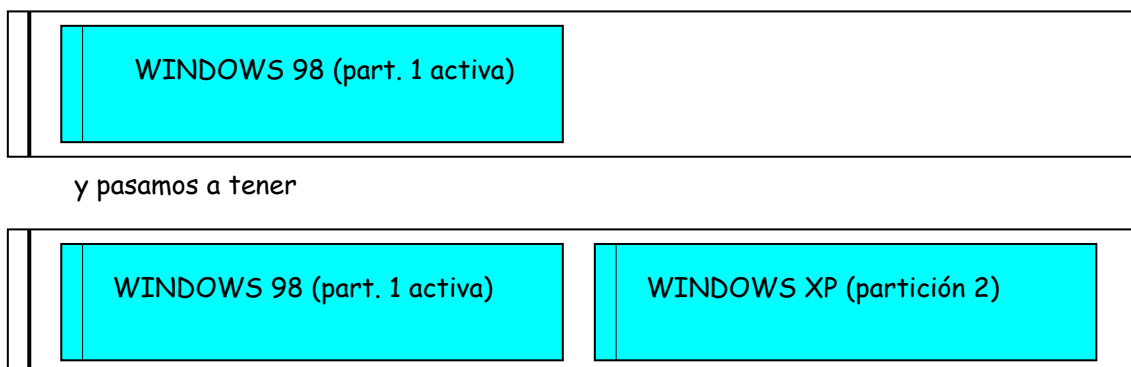 WINDOWS 98 (part. 1 activa)
y pasamos a tener
WINDOWS 98 (part. 1 activa)
WINDOWS XP (partición 2)